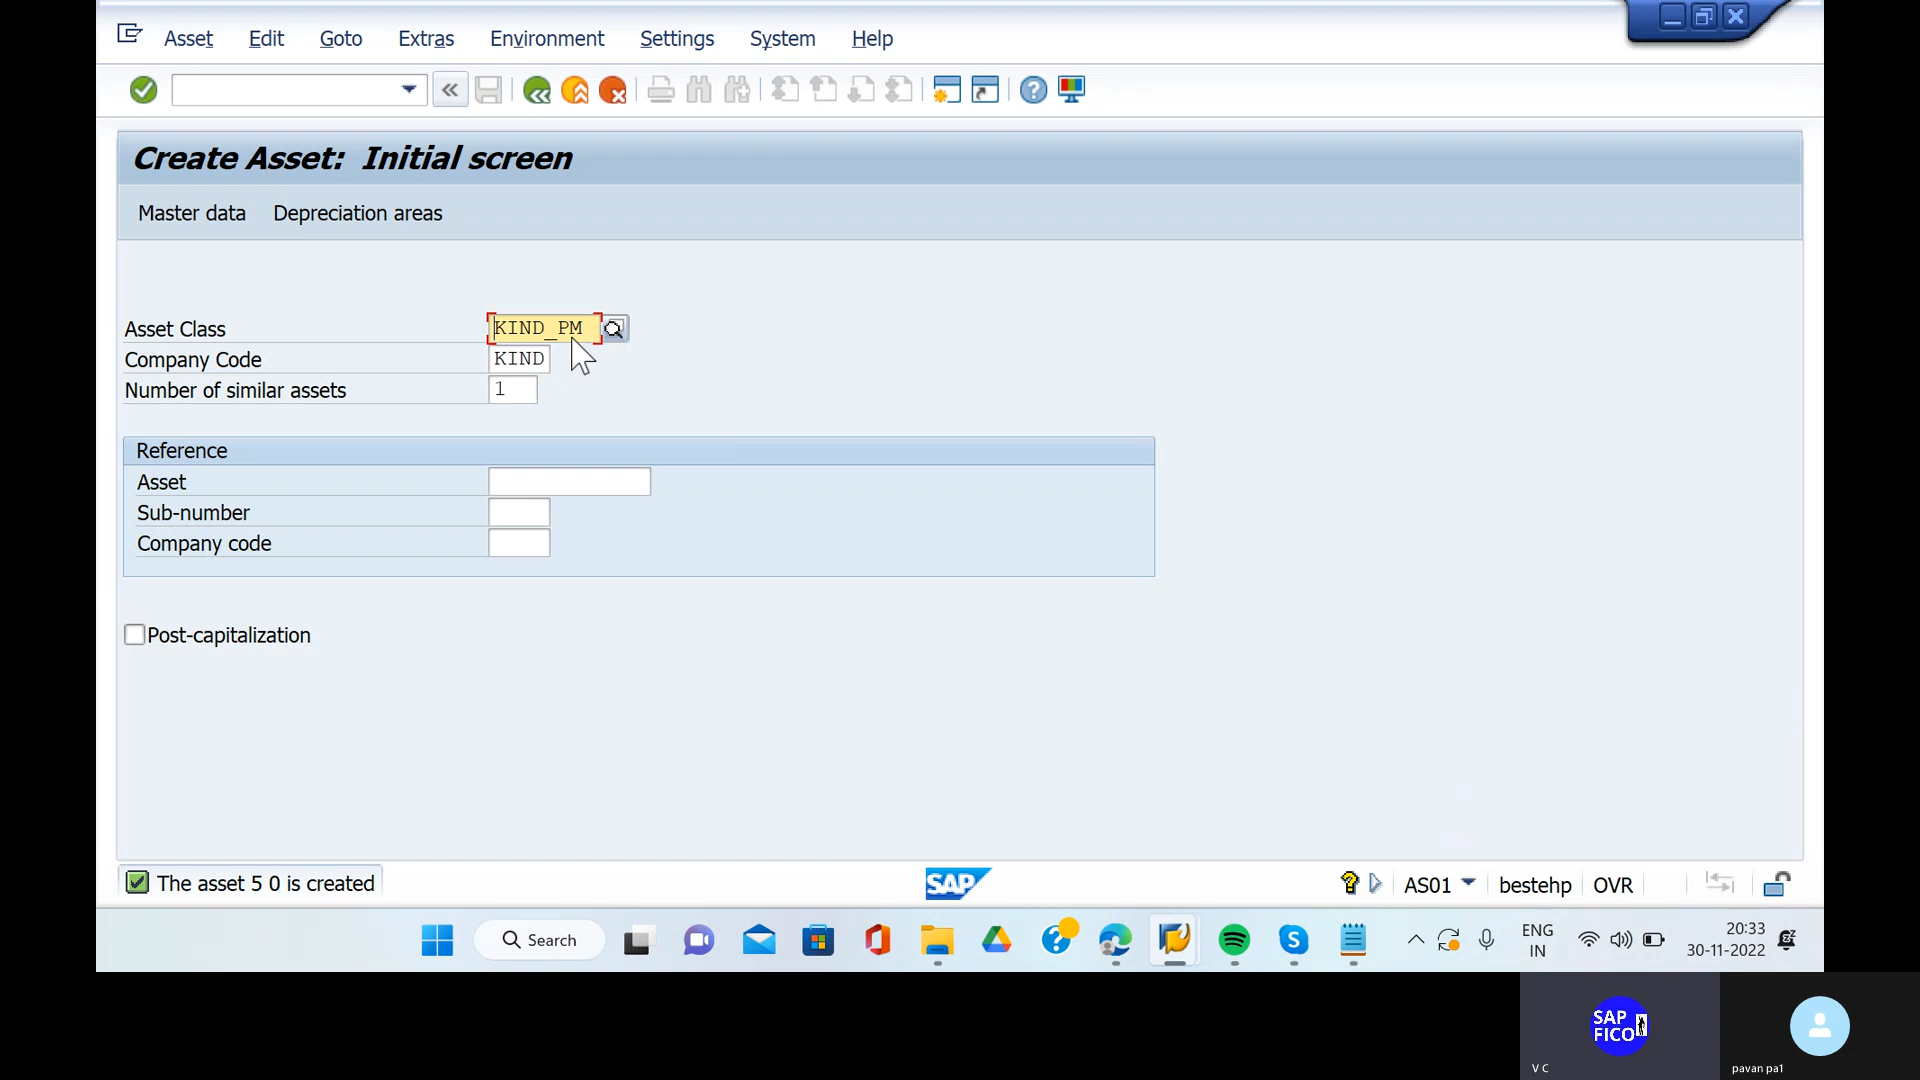 Asset Edit Goto Extras Environment Settings System Help
Create Asset: Initial screen
Master data Depreciation areas
Asset Class KIND_PM
Company Code KIND
Number of similar assets 1
Reference
Asset
Sub-number
Company code
Post-capitalization
The asset 5 0 is created
SAP
AS01 bestehp OVR
Search
ENG
IN
20:33
30-11-2022
SAP
FICO
V C
pavan pa1